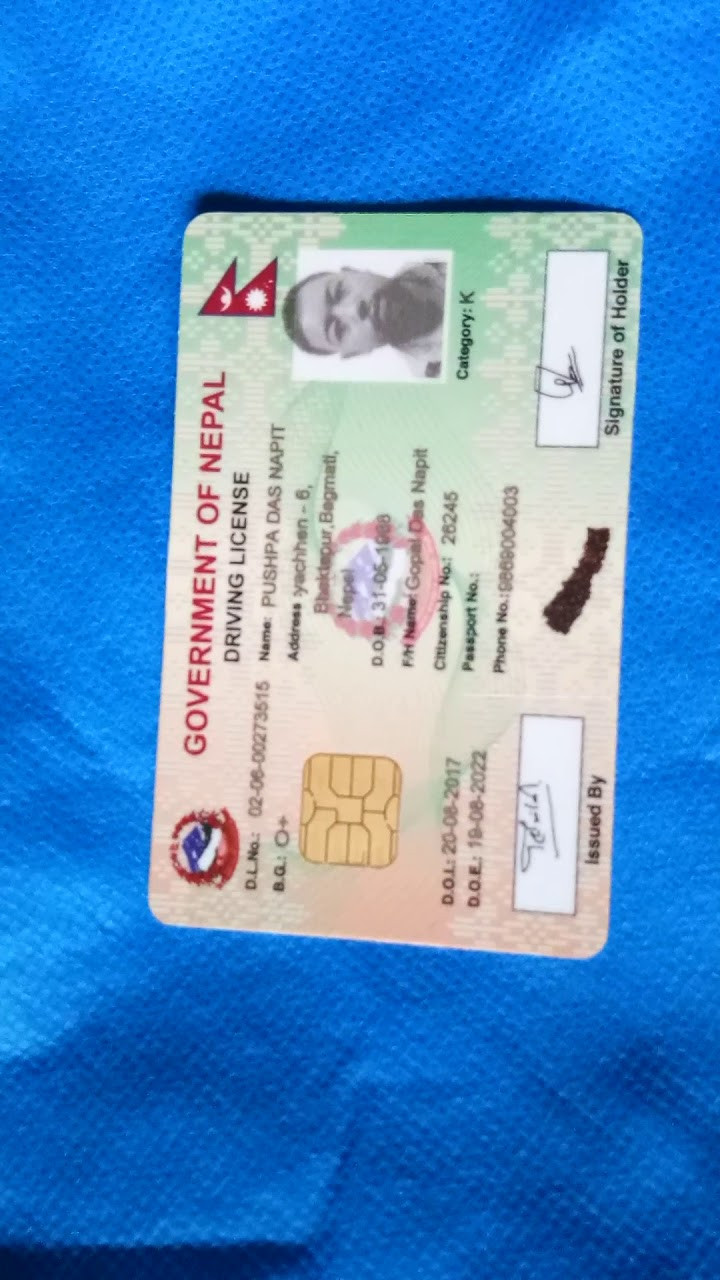 GOVERNMENT OF NEPAL
DRIVING LICENSE
D.L.No.: 02-06-00273515
B.G.: O+
Name: PUSHPA DAS NAPIT
Address :yachhen - 6,
Bhaktapur,Bagmati,
Nepal
D.O.B.: 31-05-1988
F/H Name: Gopal Das Napit
Citizenship No.: 26245
Passport No.:
Phone No.:9869004003
Category: K
D.O.I.: 20-08-2017
D.O.E.: 19-08-2022
Issued By
Signature of Holder